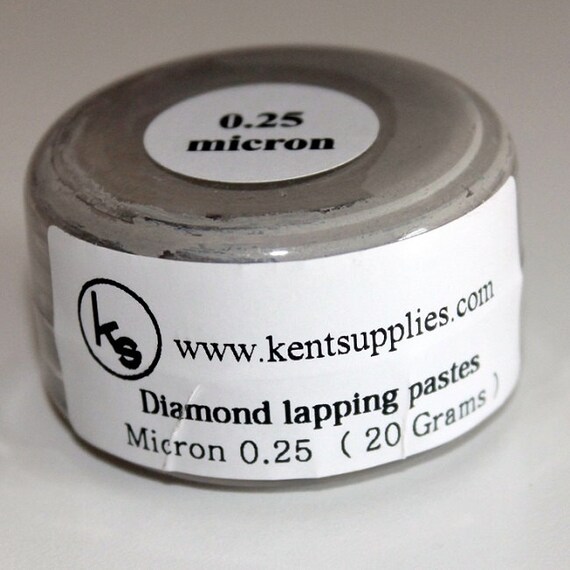 0.25
micron
ks
www.kentsupplies.com
Diamond lapping pastes
Micron 0.25 ( 20 Grams )